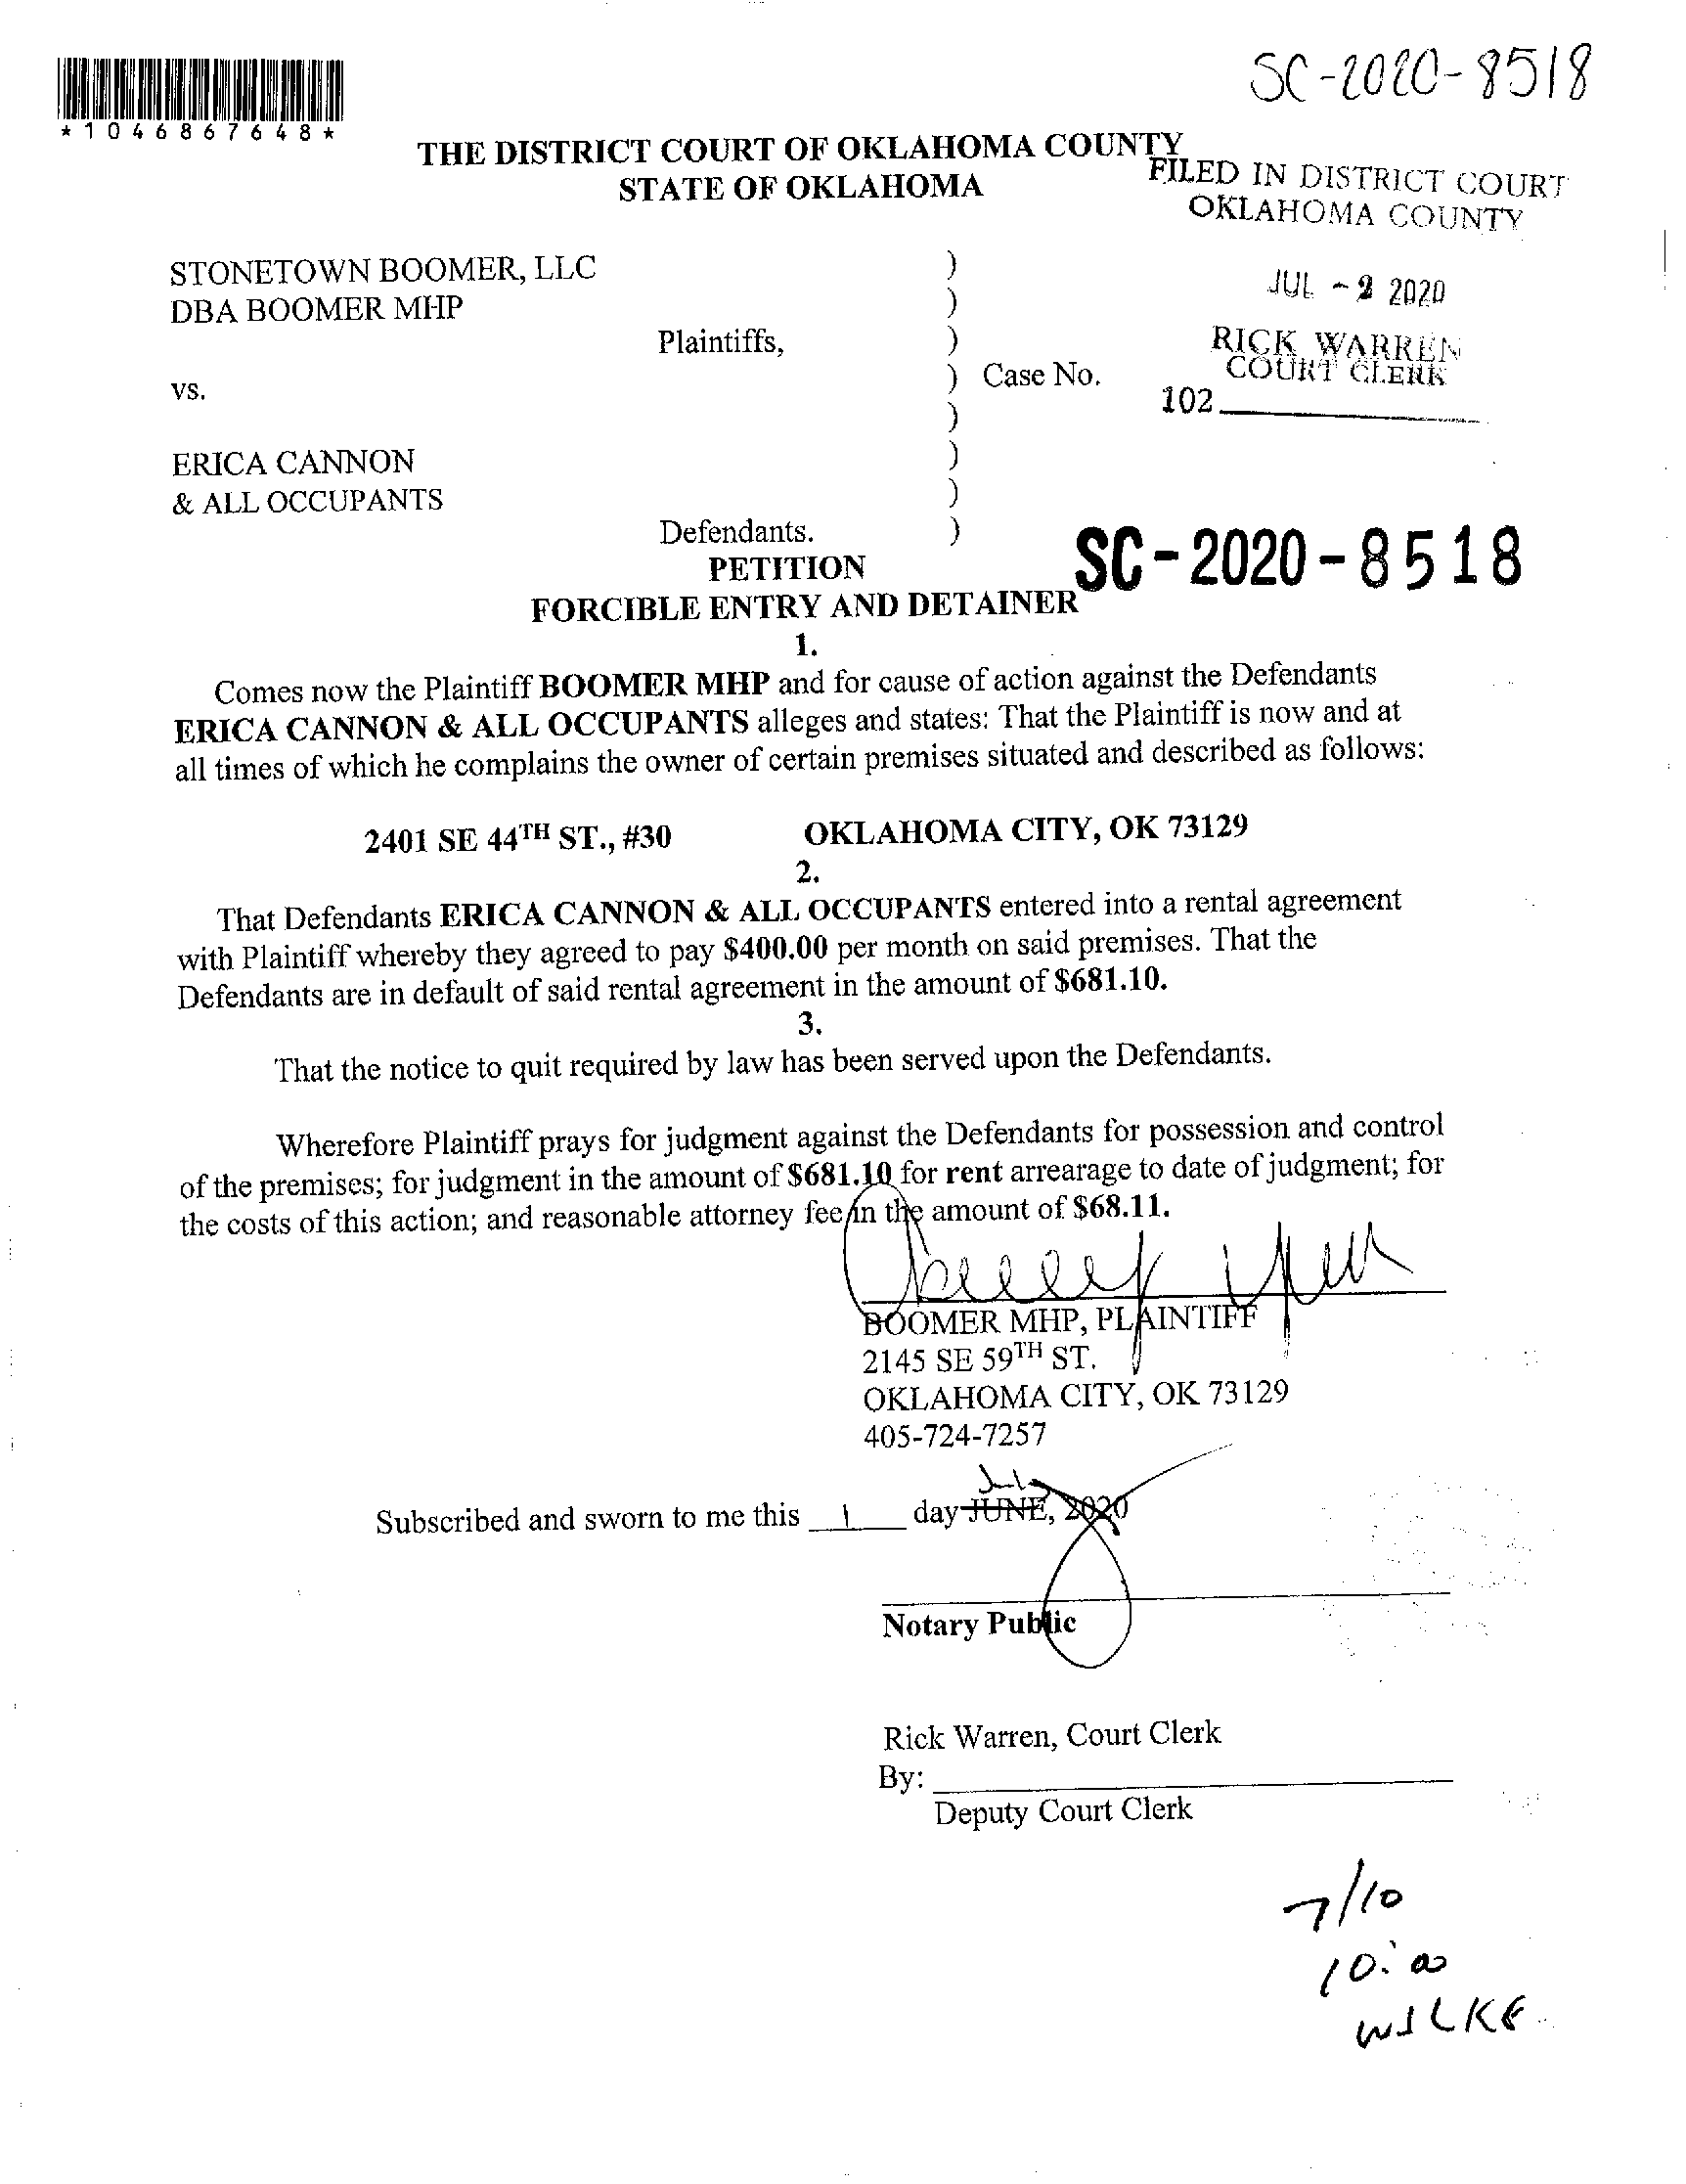 SC-2020-8518
*1046867648*
THE DISTRICT COURT OF OKLAHOMA COUNTY
STATE OF OKLAHOMA
FILED IN DISTRICT COURT
OKLAHOMA COUNTY
JUL - 2 2020
RICK WARREN
COURT CLERK
102
STONETOWN BOOMER, LLC
DBA BOOMER MHP
Plaintiffs,
vs.
ERICA CANNON
& ALL OCCUPANTS
Defendants.
)
)
)
) Case No.
)
)
)
)
SC-2020-8518
PETITION
FORCIBLE ENTRY AND DETAINER
1.
Comes now the Plaintiff BOOMER MHP and for cause of action against the Defendants
ERICA CANNON & ALL OCCUPANTS alleges and states: That the Plaintiff is now and at
all times of which he complains the owner of certain premises situated and described as follows:
2401 SE 44TH ST., #30 OKLAHOMA CITY, OK 73129
2.
That Defendants ERICA CANNON & ALL OCCUPANTS entered into a rental agreement
with Plaintiff whereby they agreed to pay $400.00 per month on said premises. That the
Defendants are in default of said rental agreement in the amount of $681.10.
3.
That the notice to quit required by law has been served upon the Defendants.
Wherefore Plaintiff prays for judgment against the Defendants for possession and control
of the premises; for judgment in the amount of $681.10 for rent arrearage to date of judgment; for
the costs of this action; and reasonable attorney fee in the amount of $68.11.
BOOMER MHP, PLAINTIFF
2145 SE 59TH ST.
OKLAHOMA CITY, OK 73129
405-724-7257
July
Subscribed and sworn to me this 1 day JUNE, 2020
Notary Public
Rick Warren, Court Clerk
By:
Deputy Court Clerk
7/10
10:00
WILKE